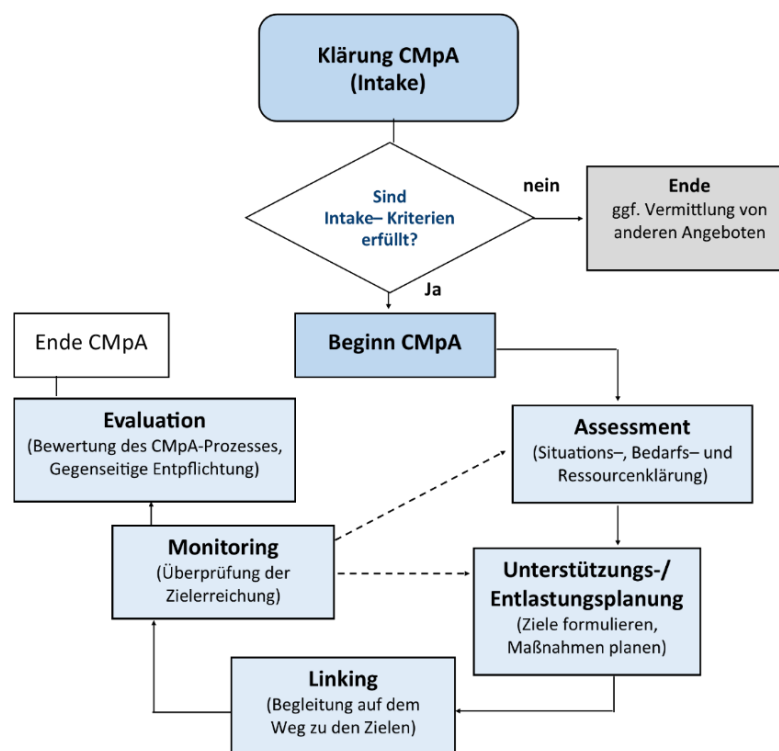 Klärung CMpA
(Intake)
Sind
Intake– Kriterien
erfüllt?
nein
Ende
ggf. Vermittlung von
anderen Angeboten
Ja
Beginn CMpA
Ende CMpA
Evaluation
(Bewertung des CMpA-Prozesses,
Gegenseitige Entpflichtung)
Assessment
(Situations–, Bedarfs– und
Ressourcenklärung)
Monitoring
(Überprüfung der
Zielerreichung)
Unterstützungs-/
Entlastungsplanung
(Ziele formulieren,
Maßnahmen planen)
Linking
(Begleitung auf dem
Weg zu den Zielen)